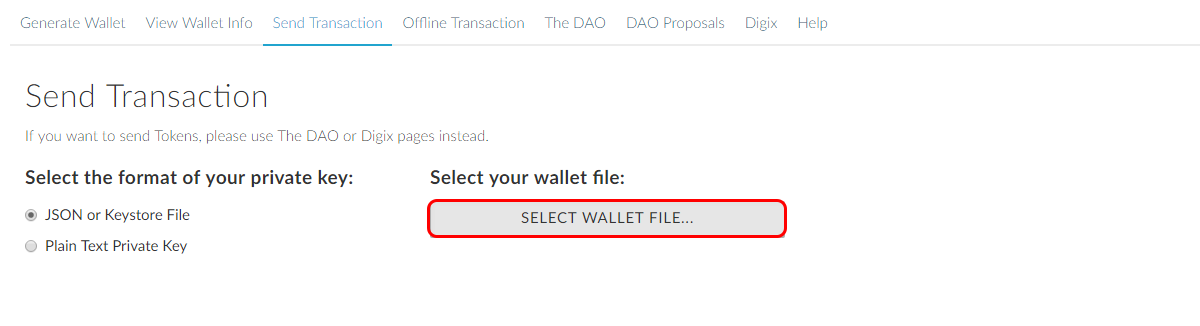 Generate Wallet View Wallet Info Send Transaction Offline Transaction The DAO DAO Proposals Digix Help
Send Transaction
If you want to send Tokens, please use The DAO or Digix pages instead.
Select the format of your private key:
JSON or Keystore File
Plain Text Private Key
Select your wallet file:
SELECT WALLET FILE...